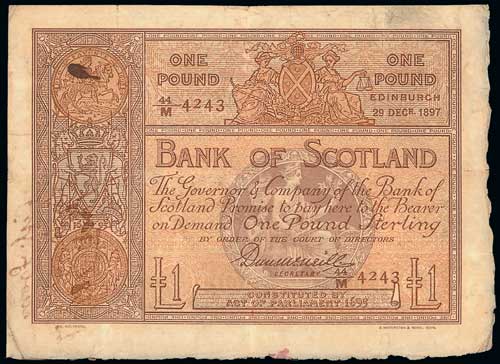 ONE POUND
ONE POUND
44/M 4243
EDINBURGH
29 DECR. 1897
BANK OF SCOTLAND
The Governor & Company of the Bank of
Scotland Promise to pay here to the Bearer
on Demand One Pound Sterling
BY ORDER OF THE COURT OF DIRECTORS
SECRETARY
44/M 4243
£1
£1
CONSTITUTED BY
ACT OF PARLIAMENT 1695